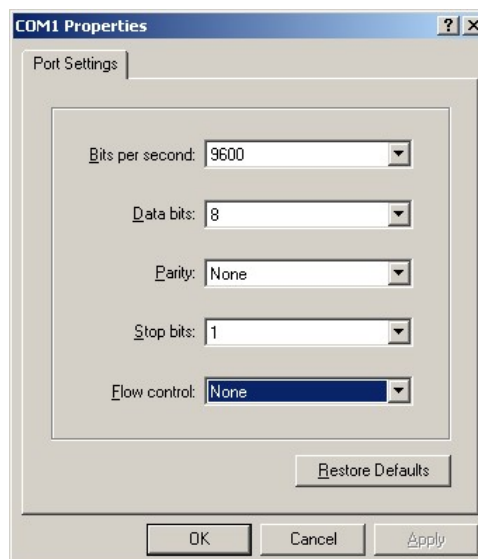 COM1 Properties
Port Settings
Bits per second: 9600
Data bits: 8
Parity: None
Stop bits: 1
Flow control: None
Restore Defaults
OK Cancel Apply